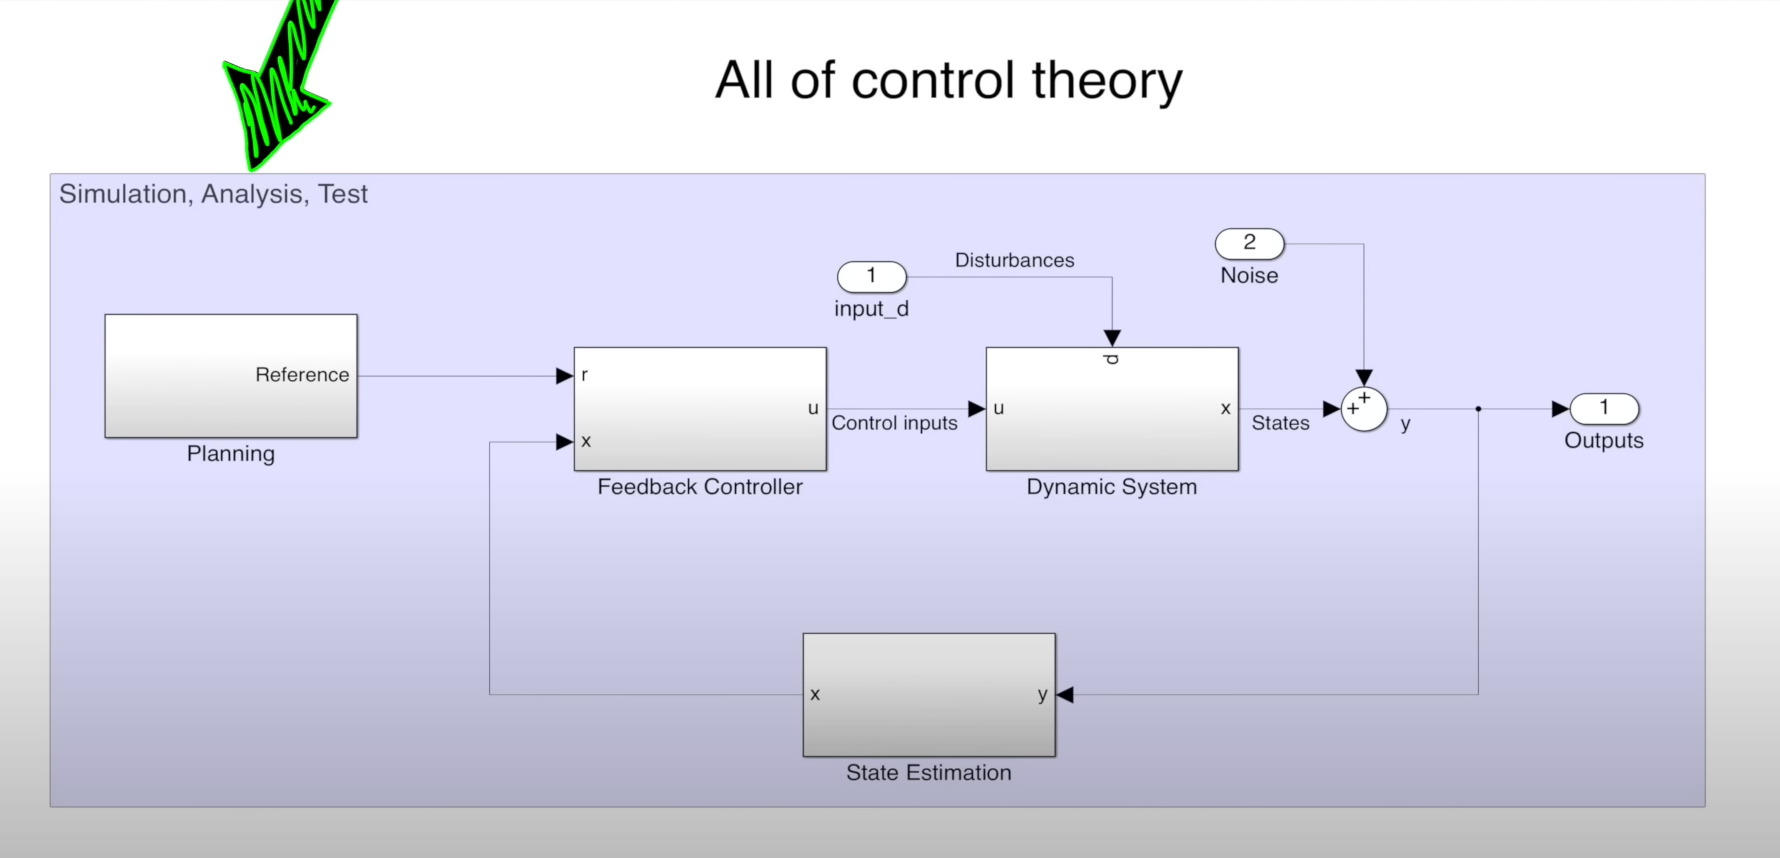 All of control theory
Simulation, Analysis, Test
2
Noise
Disturbances
1
input_d
d
Reference
Planning
r
x
u
Feedback Controller
Control inputs
u
x
Dynamic System
States
+
+
y
1
Outputs
x
y
State Estimation